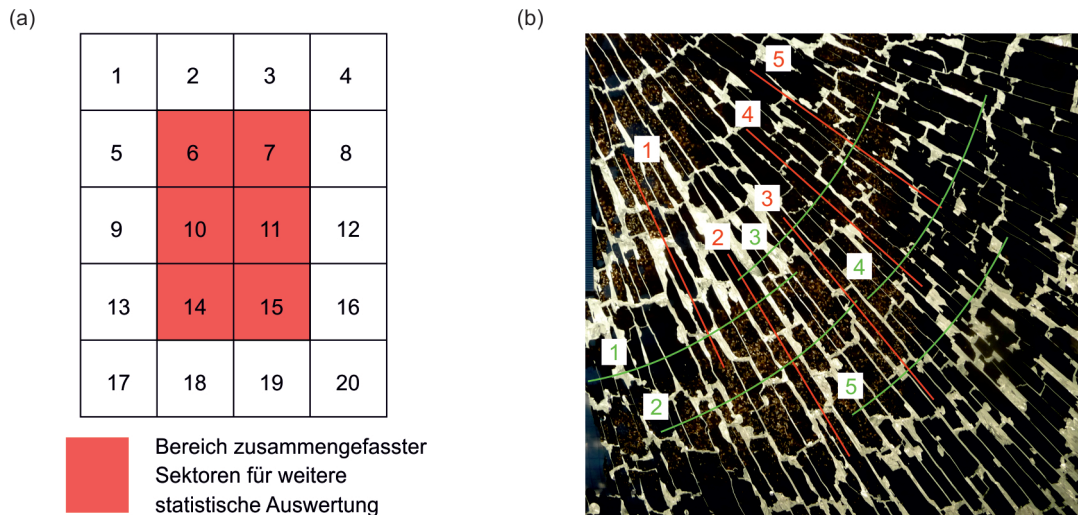 (a)
1 2 3 4
5 6 7 8
9 10 11 12
13 14 15 16
17 18 19 20
Bereich zusammengefasster
Sektoren für weitere
statistische Auswertung
(b)
5
4
1
3
2 3
4
1
5
2